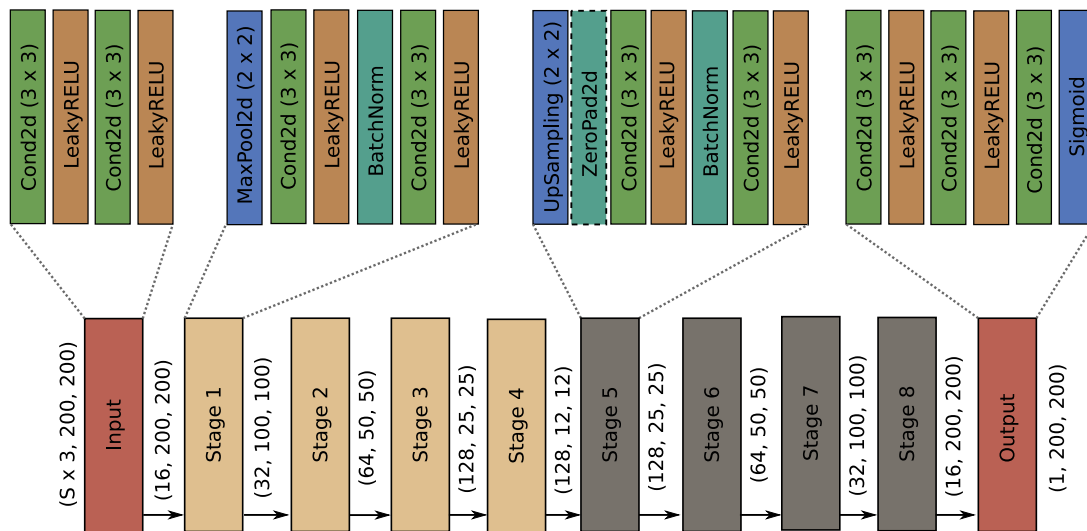 Cond2d (3 x 3)
LeakyRELU
Cond2d (3 x 3)
LeakyRELU
MaxPool2d (2 x 2)
Cond2d (3 x 3)
LeakyRELU
BatchNorm
Cond2d (3 x 3)
LeakyRELU
UpSampling (2 x 2)
ZeroPad2d
Cond2d (3 x 3)
LeakyRELU
BatchNorm
Cond2d (3 x 3)
LeakyRELU
Cond2d (3 x 3)
LeakyRELU
Cond2d (3 x 3)
LeakyRELU
Cond2d (3 x 3)
Sigmoid
(S x 3, 200, 200)
Input
(16, 200, 200)
Stage 1
(32, 100, 100)
Stage 2
(64, 50, 50)
Stage 3
(128, 25, 25)
Stage 4
(128, 12, 12)
Stage 5
(128, 25, 25)
Stage 6
(64, 50, 50)
Stage 7
(32, 100, 100)
Stage 8
(16, 200, 200)
Output
(1, 200, 200)